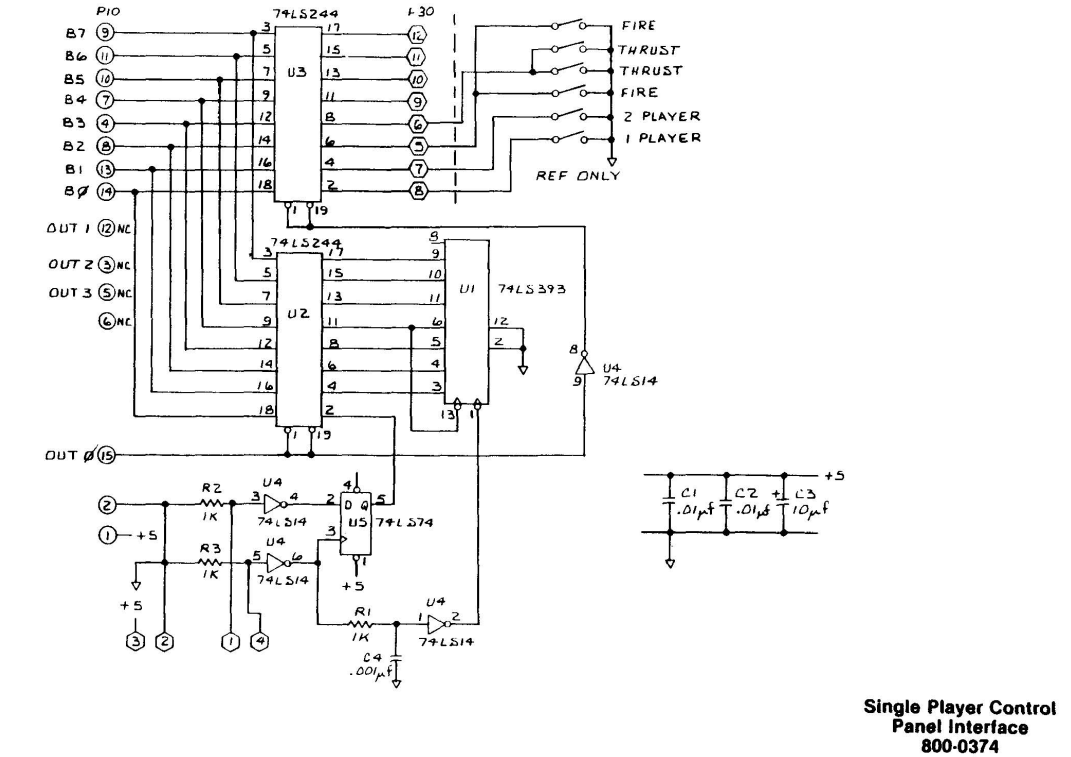 P10 74LS244 L30
B7 9 3 17 12 FIRE
B6 11 5 15 11 THRUST
B5 10 7 U3 13 10 THRUST
B4 7 9 11 9 FIRE
B3 4 12 8 6 2 PLAYER
B2 8 14 6 5 1 PLAYER
B1 13 16 4 7
REF ONLY
BØ 14 18 2 8
1 19
OUT 1 12 NC
74LS244
OUT 2 3 NC 3 17 8 9
OUT 3 5 NC 5 15 10 U1 74LS393
6 NC 7 U2 13 11
9 11 6 12
12 8 5 2
14 6 4 8 U4
16 4 3 9 74LS14
18 2 13 1
1 19
OUT Ø 15
+5
2 R2 1K 3 U4 4 74LS14 4 2 D Q 5 U5 74LS74
C1 .01µf C2 .01µf + C3 10µf
1 +5
R3 1K 5 U4 6 74LS14 3 1
+5
+5
3 2 1 4
R1 1K 1 U4 2 74LS14
C4 .001µf
Single Player Control
Panel Interface
800-0374